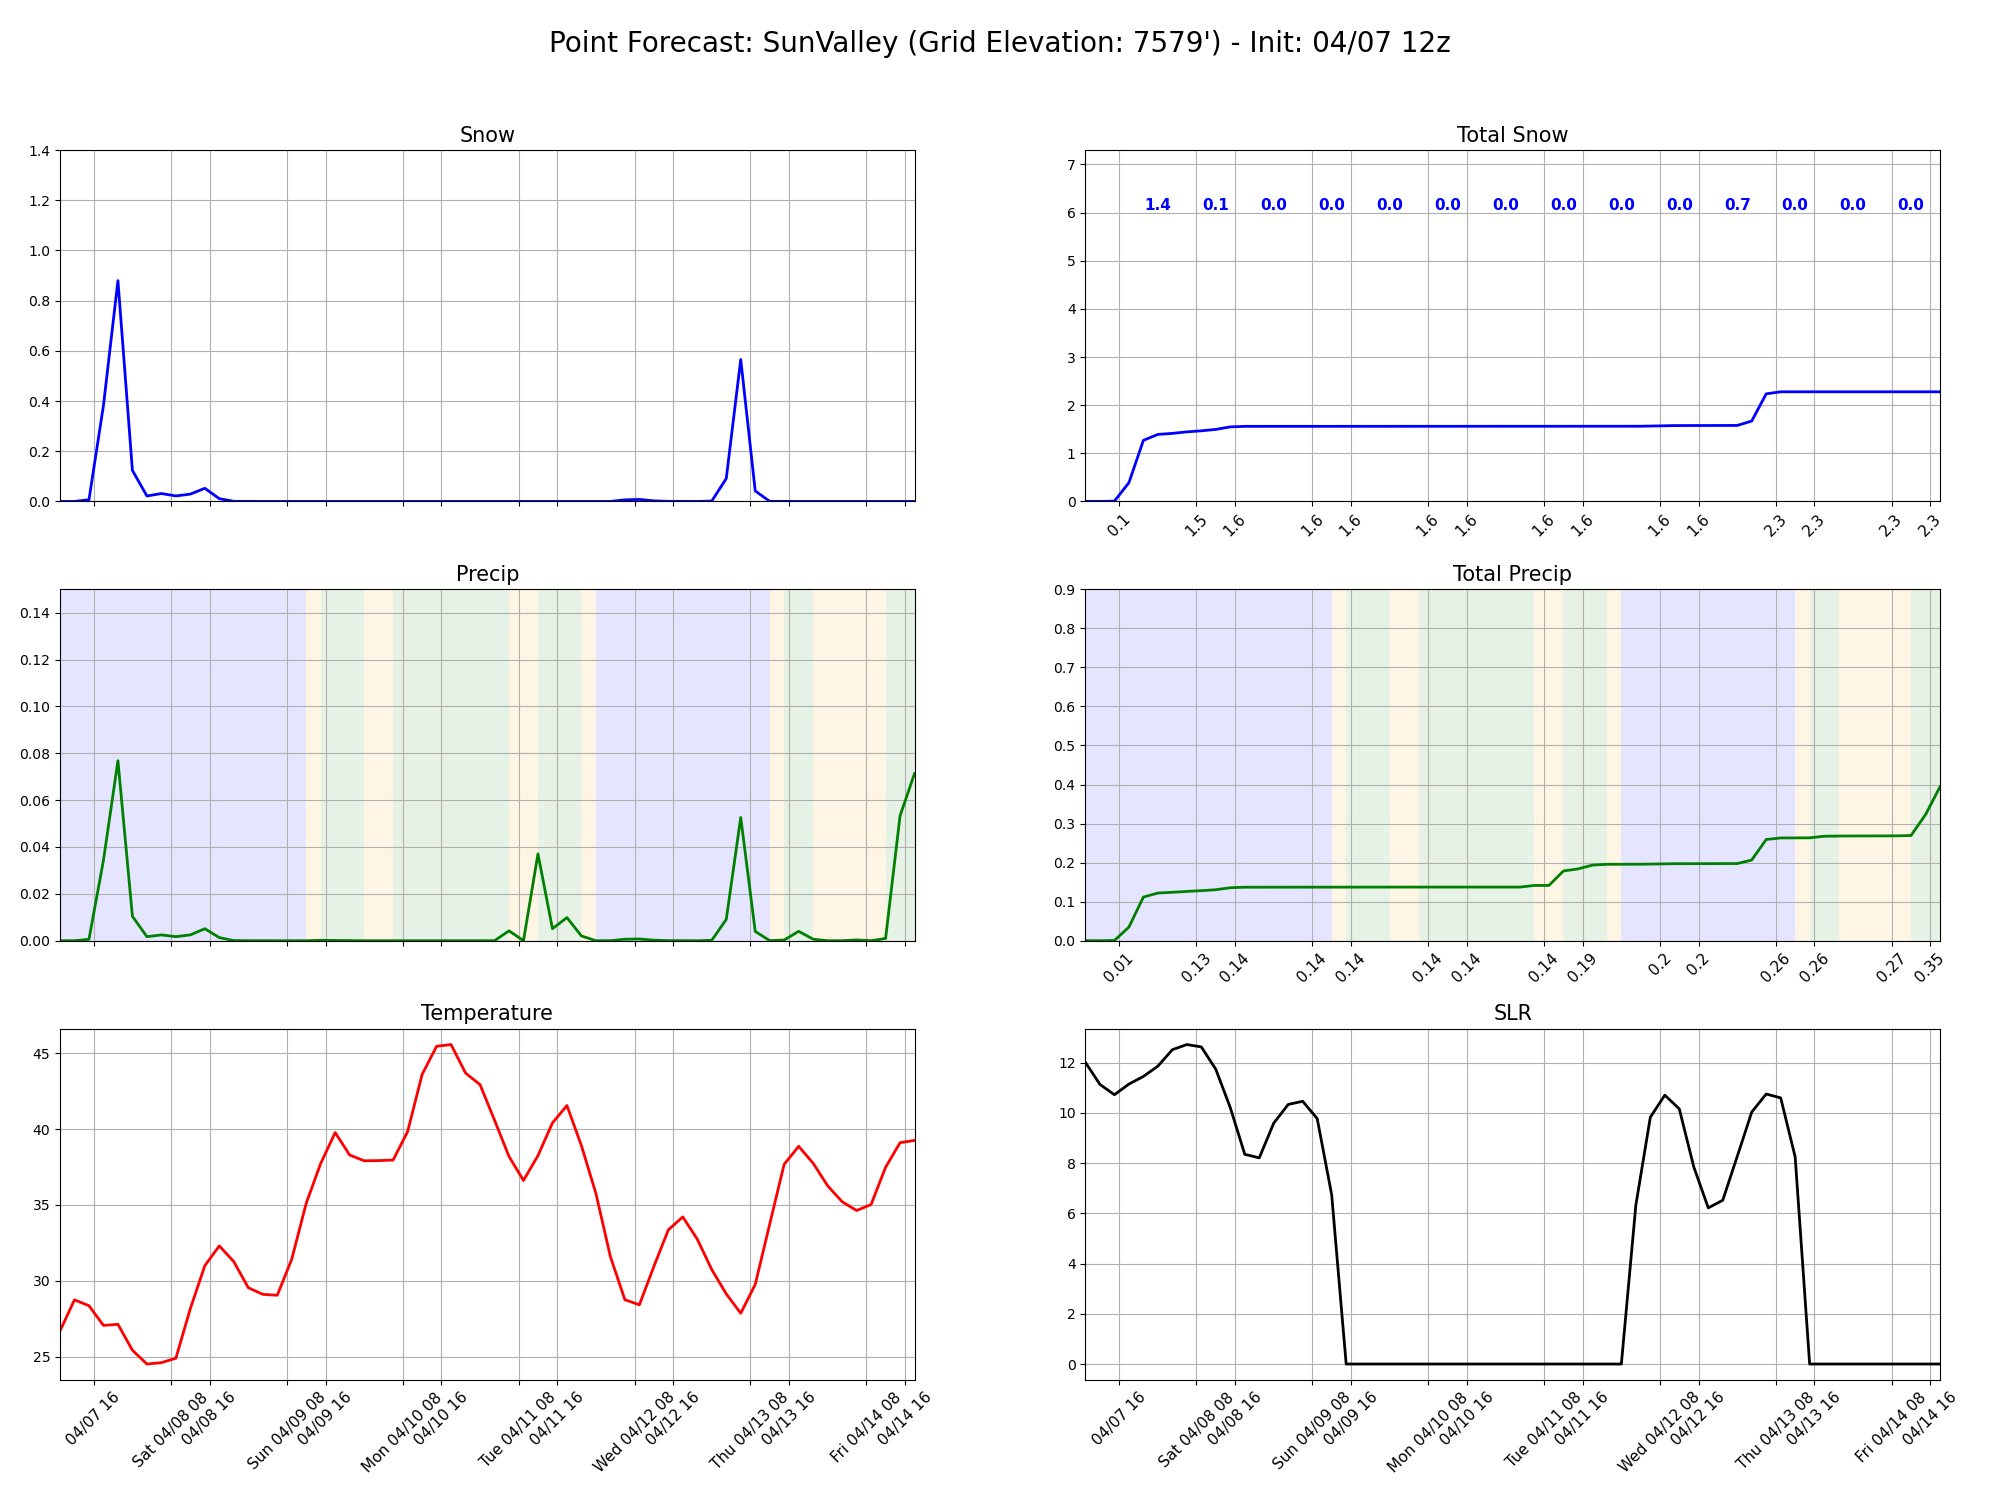 Point Forecast: SunValley (Grid Elevation: 7579') - Init: 04/07 12z
Snow
1.4
1.2
1.0
0.8
0.6
0.4
0.2
0.0
Total Snow
7
6
5
4
3
2
1
0
1.4 0.1 0.0 0.0 0.0 0.0 0.0 0.0 0.0 0.0 0.7 0.0 0.0 0.0
0.1 1.5 1.6 1.6 1.6 1.6 1.6 1.6 1.6 1.6 1.6 2.3 2.3 2.3 2.3
Precip
0.14
0.12
0.10
0.08
0.06
0.04
0.02
0.00
Total Precip
0.9
0.8
0.7
0.6
0.5
0.4
0.3
0.2
0.1
0.0
0.01 0.13 0.14 0.14 0.14 0.14 0.14 0.14 0.19 0.2 0.2 0.26 0.26 0.27 0.35
Temperature
45
40
35
30
25
04/07 16
Sat 04/08 08
04/08 16
Sun 04/09 08
04/09 16
Mon 04/10 08
04/10 16
Tue 04/11 08
04/11 16
Wed 04/12 08
04/12 16
Thu 04/13 08
04/13 16
Fri 04/14 08
04/14 16
SLR
12
10
8
6
4
2
0
04/07 16
Sat 04/08 08
04/08 16
Sun 04/09 08
04/09 16
Mon 04/10 08
04/10 16
Tue 04/11 08
04/11 16
Wed 04/12 08
04/12 16
Thu 04/13 08
04/13 16
Fri 04/14 08
04/14 16